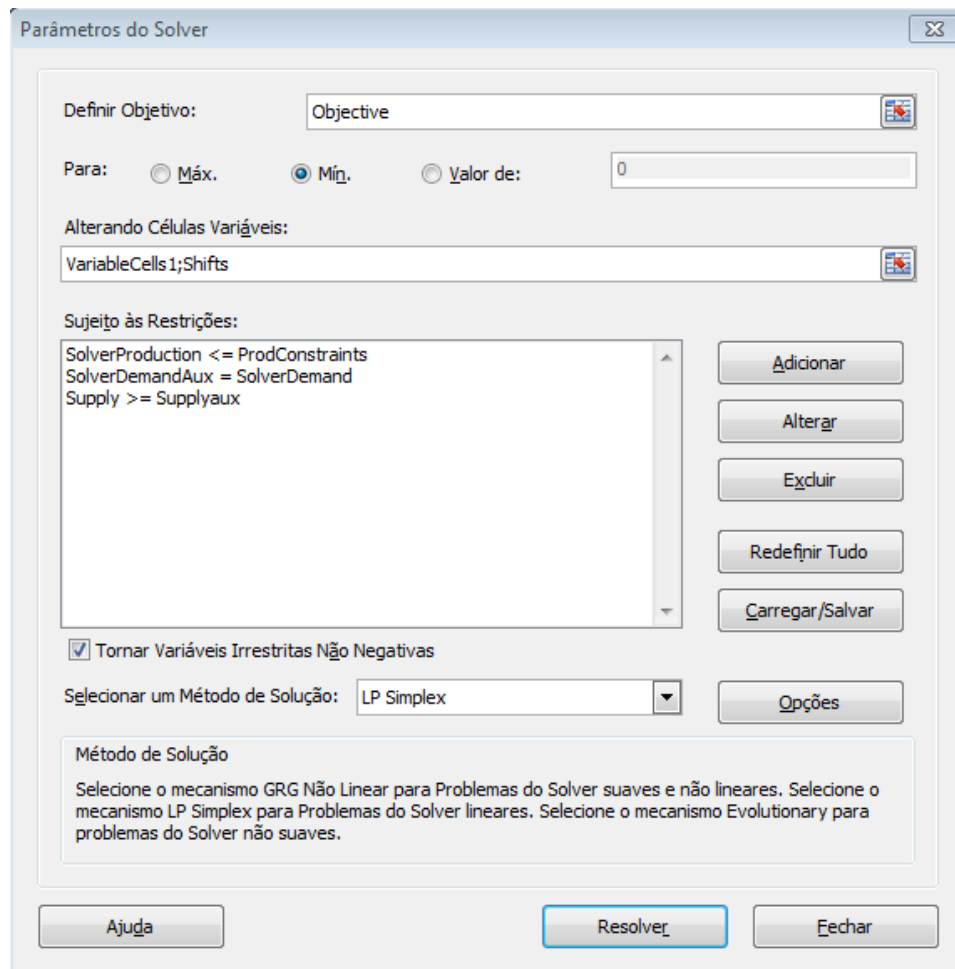 Parâmetros do Solver
Definir Objetivo:
Objective
Para:
Máx.
Mín.
Valor de:
0
Alterando Células Variáveis:
VariableCells1;Shifts
Sujeito às Restrições:
SolverProduction <= ProdConstraints
SolverDemandAux = SolverDemand
Supply >= Supplyaux
Adicionar
Alterar
Excluir
Redefinir Tudo
Carregar/Salvar
Tornar Variáveis Irrestritas Não Negativas
Selecionar um Método de Solução:
LP Simplex
Opções
Método de Solução
Selecione o mecanismo GRG Não Linear para Problemas do Solver suaves e não lineares. Selecione o
mecanismo LP Simplex para Problemas do Solver lineares. Selecione o mecanismo Evolutionary para
problemas do Solver não suaves.
Ajuda
Resolver
Fechar